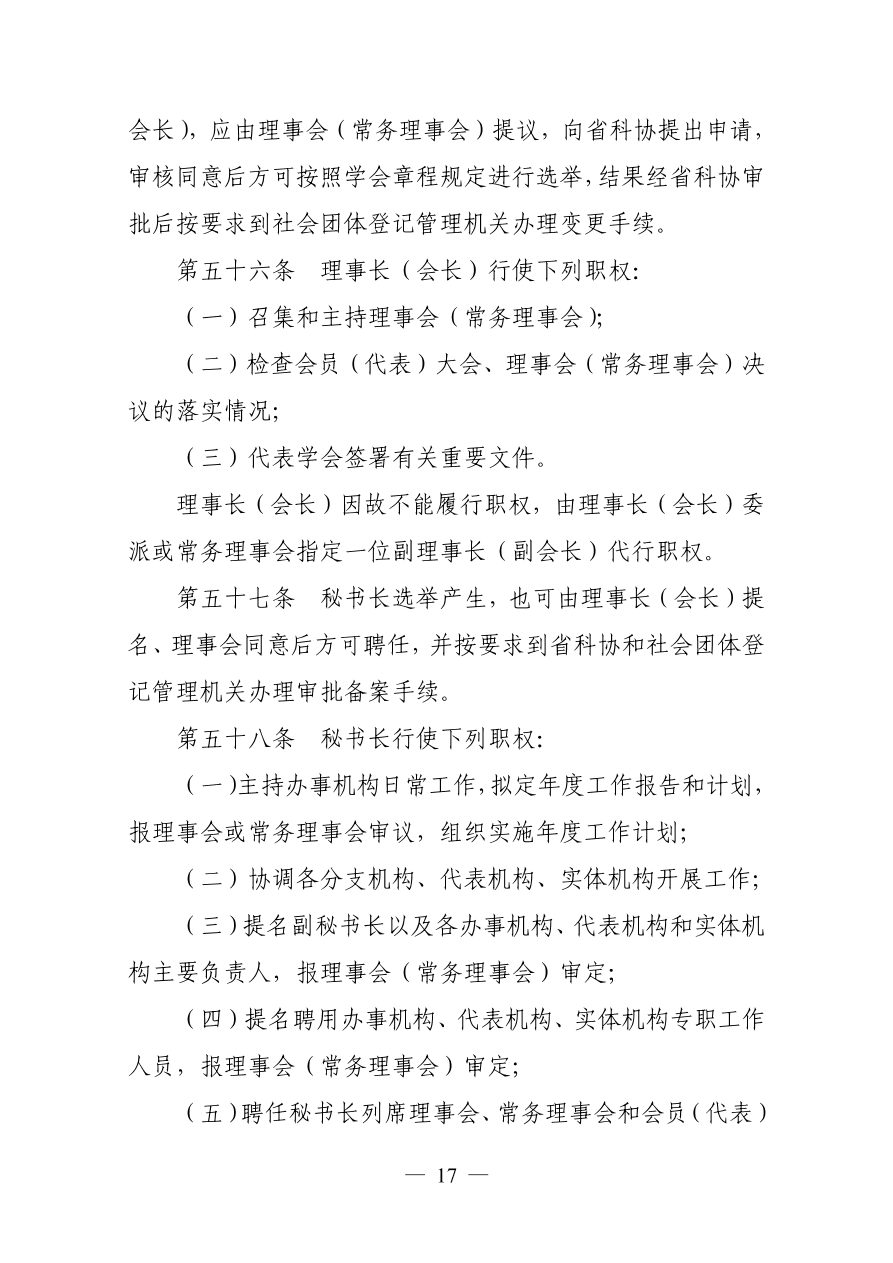 会长），应由理事会（常务理事会）提议，向省科协提出申请，
审核同意后方可按照学会章程规定进行选举，结果经省科协审
批后按要求到社会团体登记管理机关办理变更手续。
第五十六条　理事长（会长）行使下列职权：
（一）召集和主持理事会（常务理事会）；
（二）检查会员（代表）大会、理事会（常务理事会）决
议的落实情况；
（三）代表学会签署有关重要文件。
理事长（会长）因故不能履行职权，由理事长（会长）委
派或常务理事会指定一位副理事长（副会长）代行职权。
第五十七条　秘书长选举产生，也可由理事长（会长）提
名、理事会同意后方可聘任，并按要求到省科协和社会团体登
记管理机关办理审批备案手续。
第五十八条　秘书长行使下列职权：
（一）主持办事机构日常工作，拟定年度工作报告和计划，
报理事会或常务理事会审议，组织实施年度工作计划；
（二）协调各分支机构、代表机构、实体机构开展工作；
（三）提名副秘书长以及各办事机构、代表机构和实体机
构主要负责人，报理事会（常务理事会）审定；
（四）提名聘用办事机构、代表机构、实体机构专职工作
人员，报理事会（常务理事会）审定；
（五）聘任秘书长列席理事会、常务理事会和会员（代表）
— 17 —